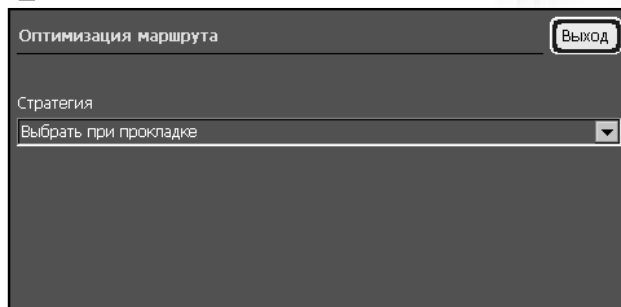 Оптимизация маршрута
Выход
Стратегия
Выбрать при прокладке